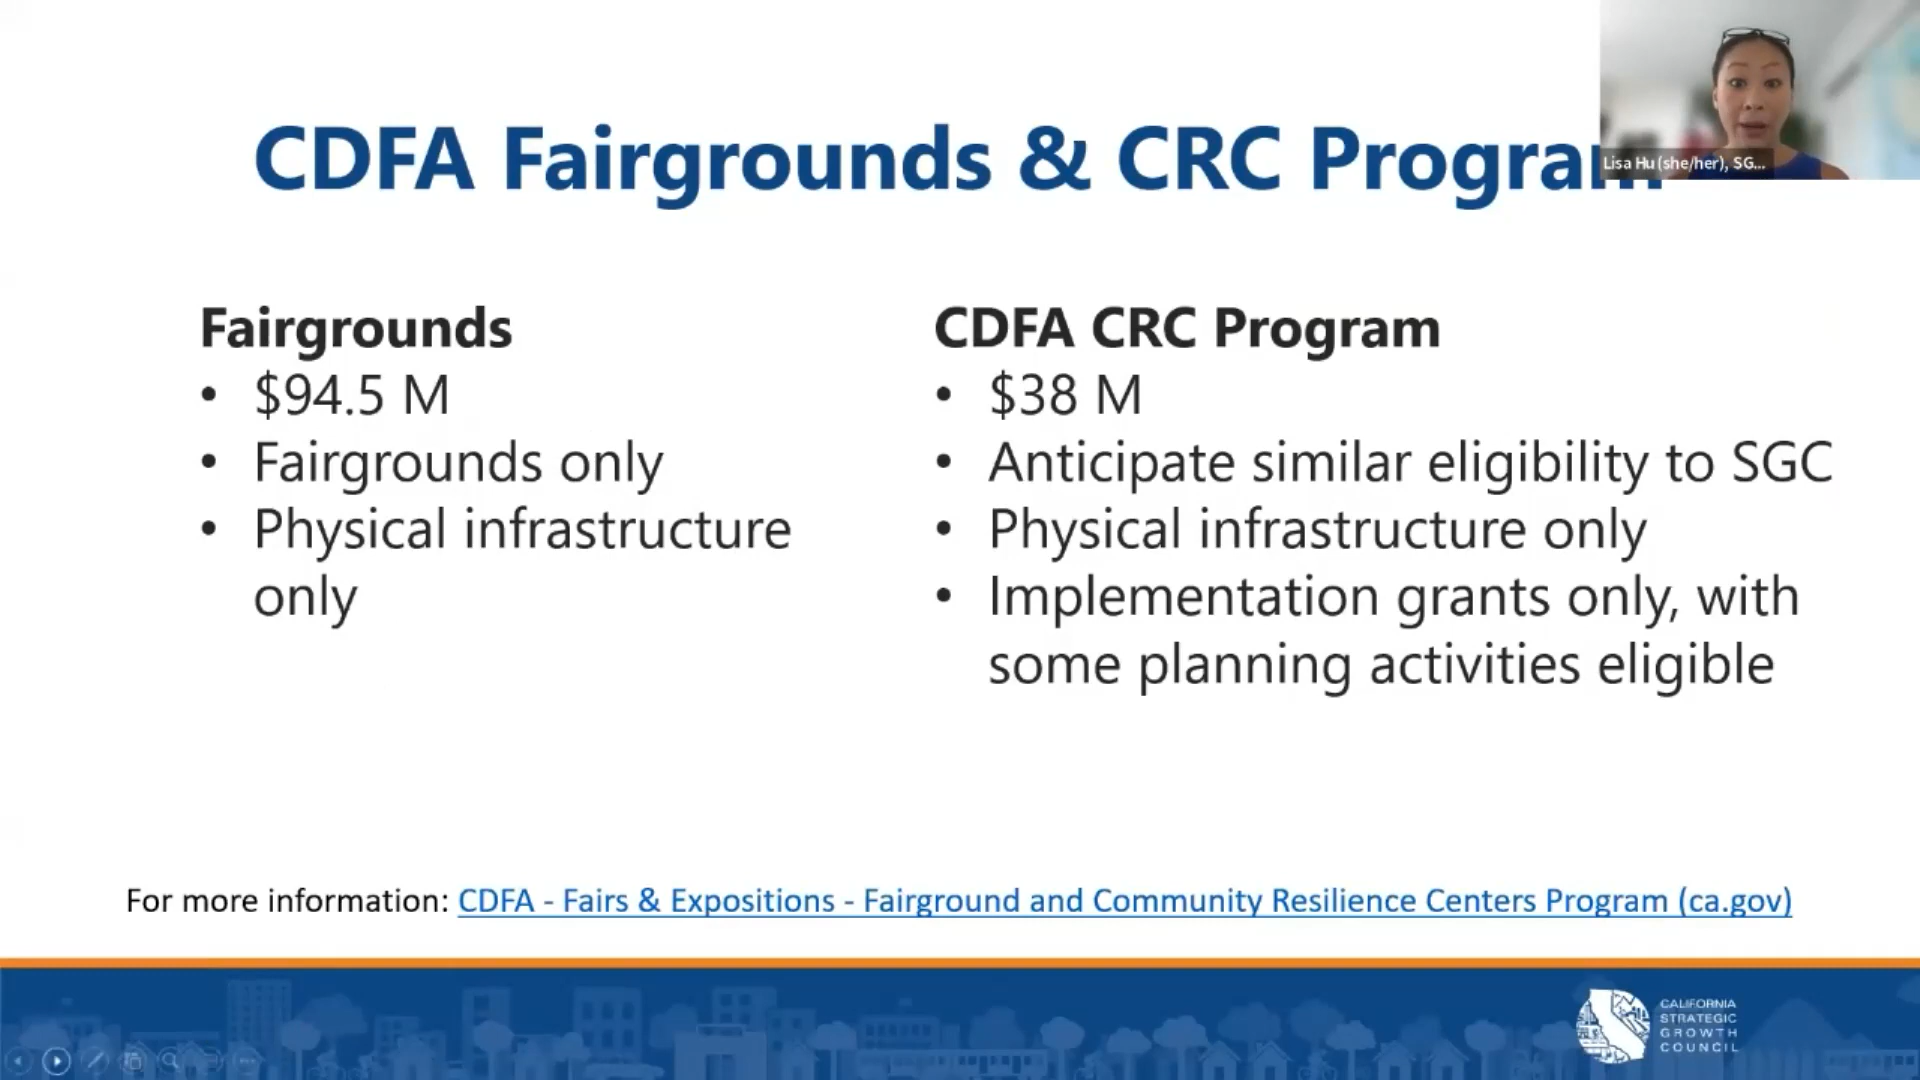 CDFA Fairgrounds & CRC Program
Lisa Hu (she/her), SG...
Fairgrounds
• $94.5 M
• Fairgrounds only
• Physical infrastructure
only
CDFA CRC Program
• $38 M
• Anticipate similar eligibility to SGC
• Physical infrastructure only
• Implementation grants only, with
some planning activities eligible
For more information: CDFA - Fairs & Expositions - Fairground and Community Resilience Centers Program (ca.gov)
CALIFORNIA
STRATEGIC
GROWTH
COUNCIL